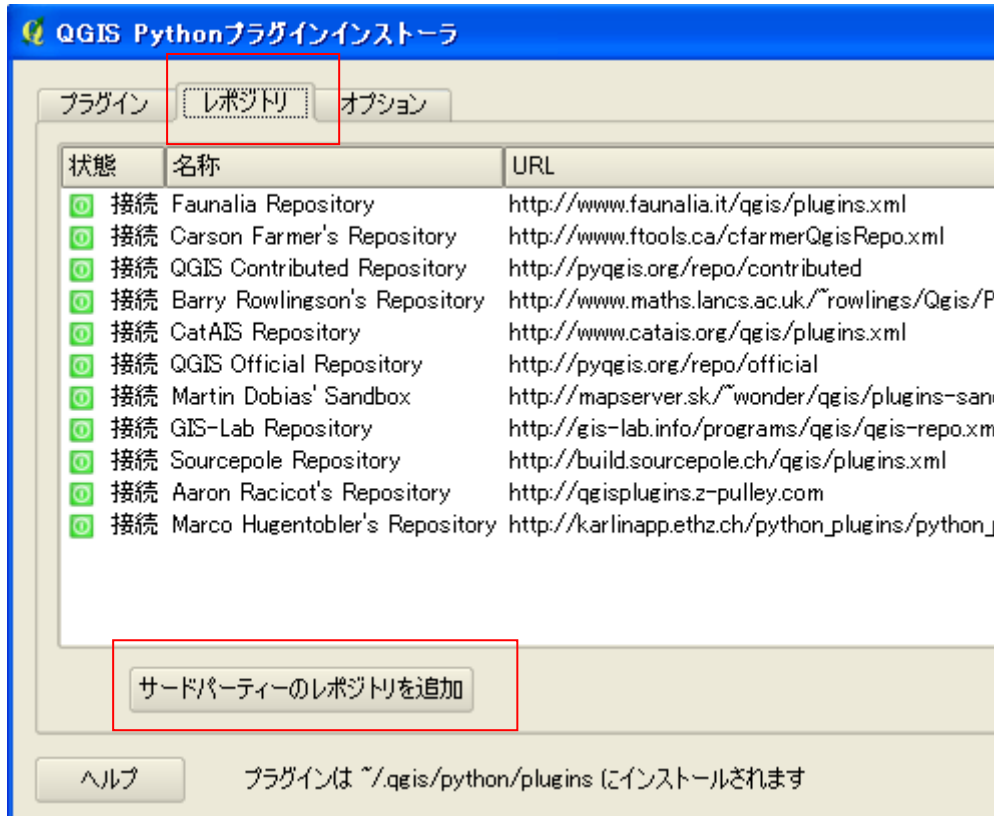 QGIS Pythonプラグインインストーラ
プラグイン レポジトリ オプション
状態 名称 URL
接続 Faunalia Repository http://www.faunalia.it/qgis/plugins.xml
接続 Carson Farmer's Repository http://www.ftools.ca/cfarmerQgisRepo.xml
接続 QGIS Contributed Repository http://pyqgis.org/repo/contributed
接続 Barry Rowlingson's Repository http://www.maths.lancs.ac.uk/~rowlings/Qgis/P
接続 CatAIS Repository http://www.catais.org/qgis/plugins.xml
接続 QGIS Official Repository http://pyqgis.org/repo/official
接続 Martin Dobias' Sandbox http://mapserver.sk/~wonder/qgis/plugins-san
接続 GIS-Lab Repository http://gis-lab.info/programs/qgis/qgis-repo.xm
接続 Sourcepole Repository http://build.sourcepole.ch/qgis/plugins.xml
接続 Aaron Racicot's Repository http://qgisplugins.z-pulley.com
接続 Marco Hugentobler's Repository http://karlinapp.ethz.ch/python_plugins/python_
サードパーティーのレポジトリを追加
ヘルプ プラグインは ~/.qgis/python/plugins にインストールされます